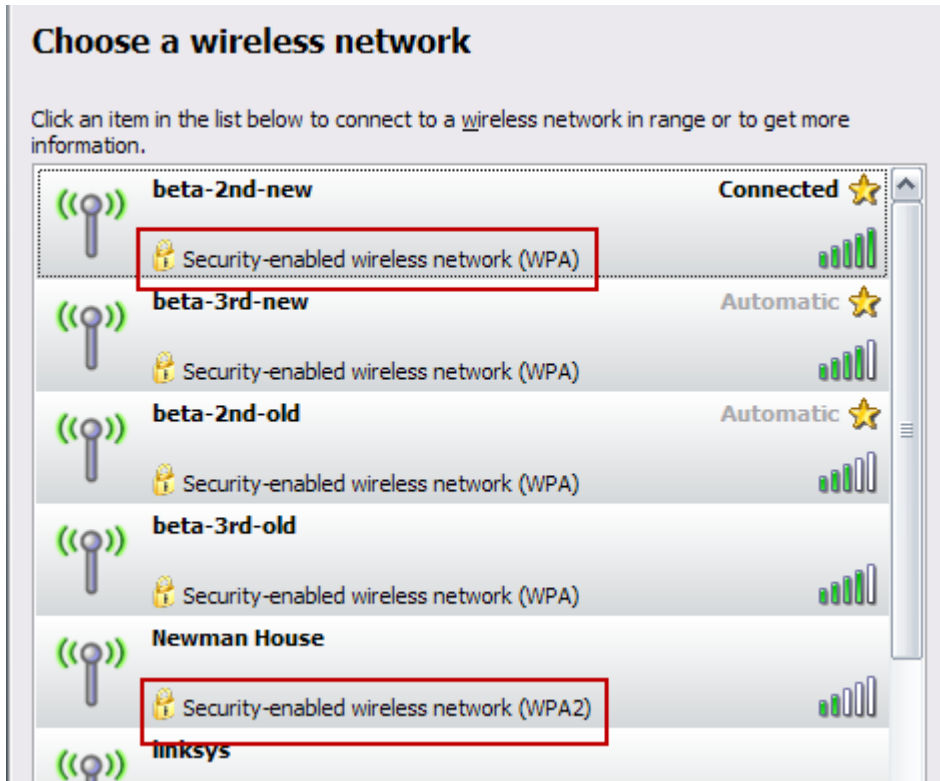 Choose a wireless network
Click an item in the list below to connect to a wireless network in range or to get more
information.
beta-2nd-new Connected
Security-enabled wireless network (WPA)
beta-3rd-new Automatic
Security-enabled wireless network (WPA)
beta-2nd-old Automatic
Security-enabled wireless network (WPA)
beta-3rd-old
Security-enabled wireless network (WPA)
Newman House
Security-enabled wireless network (WPA2)
linksys